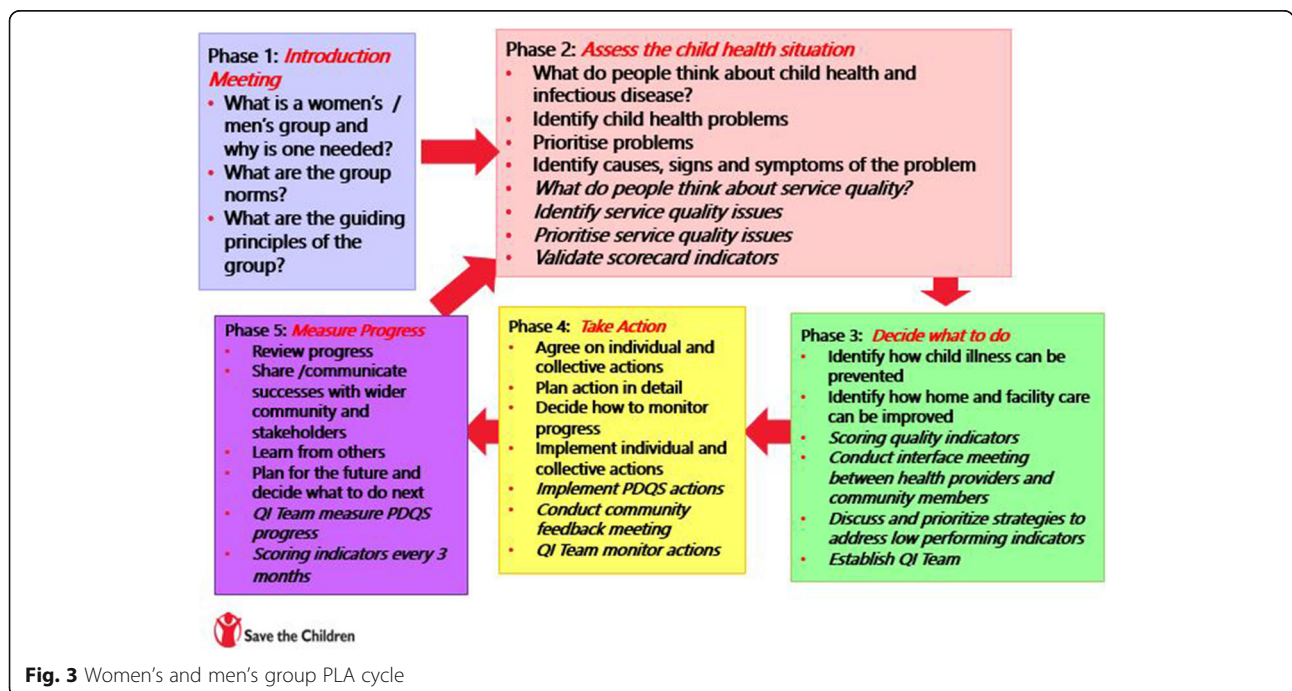 Phase 1: Introduction
Meeting
• What is a women's /
men's group and
why is one needed?
• What are the group
norms?
• What are the guiding
principles of the
group?
Phase 2: Assess the child health situation
• What do people think about child health and
infectious disease?
• Identify child health problems
• Prioritise problems
• Identify causes, signs and symptoms of the problem
• What do people think about service quality?
• Identify service quality issues
• Prioritise service quality issues
• Validate scorecard indicators
Phase 3: Decide what to do
• Identify how child illness can be
prevented
• Identify how home and facility care
can be improved
• Scoring quality indicators
• Conduct interface meeting
between health providers and
community members
• Discuss and prioritize strategies to
address low performing indicators
• Establish QI Team
Phase 4: Take Action
• Agree on individual and
collective actions
• Plan action in detail
• Decide how to monitor
progress
• Implement individual and
collective actions
• Implement PDQS actions
• Conduct community
feedback meeting
• QI Team monitor actions
Phase 5: Measure Progress
• Review progress
• Share /communicate
successes with wider
community and
stakeholders
• Learn from others
• Plan for the future and
decide what to do next
• QI Team measure PDQS
progress
• Scoring indicators every 3
months
Save the Children
Fig. 3 Women's and men's group PLA cycle